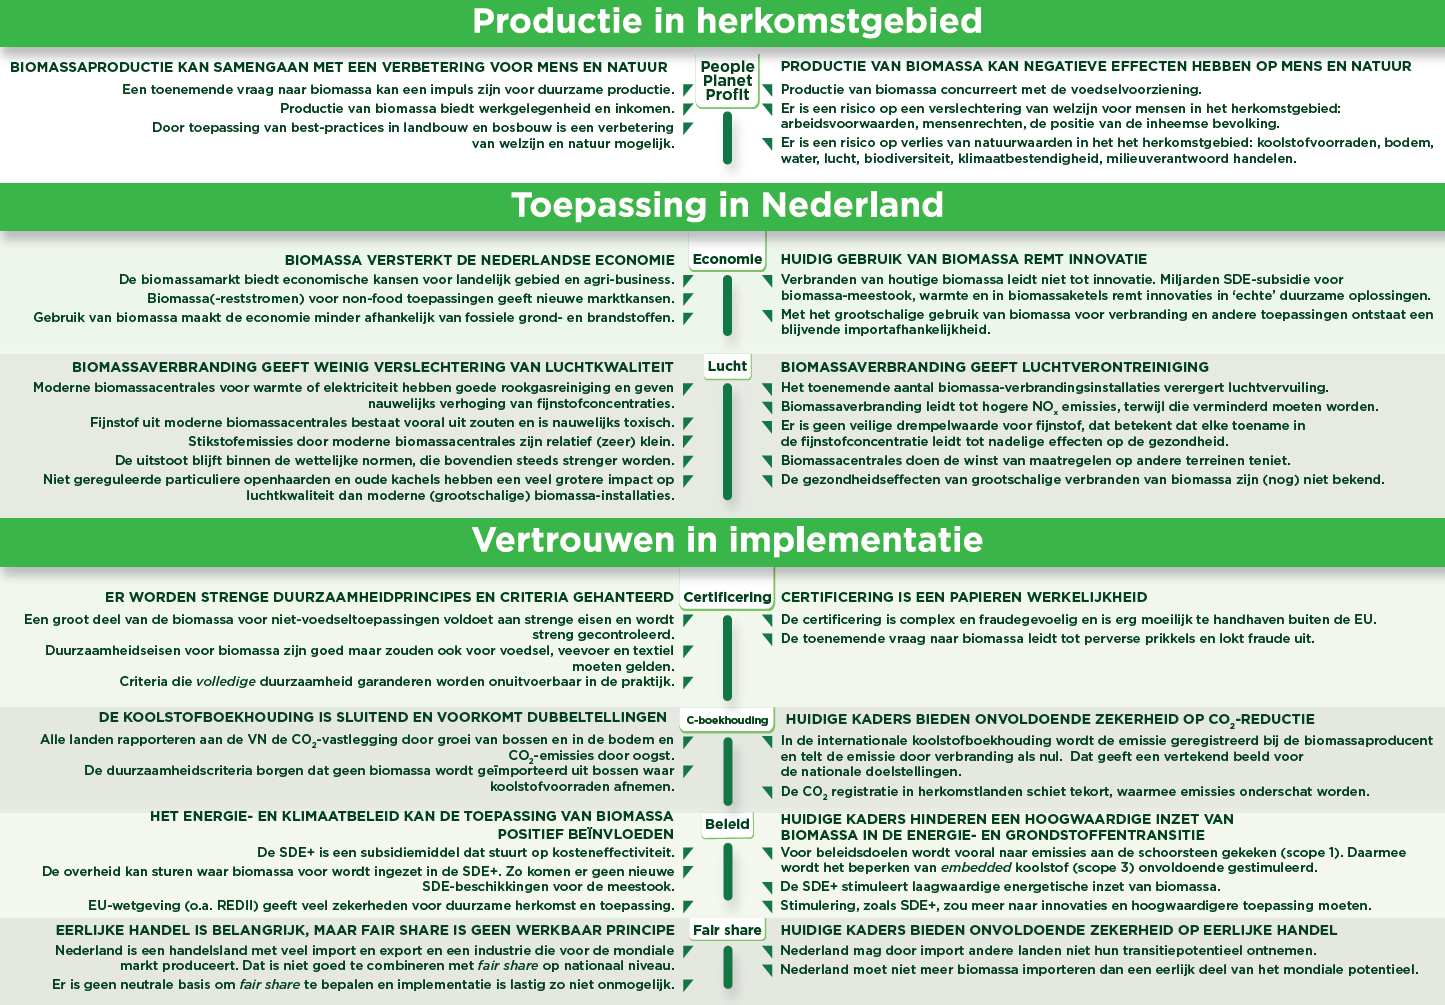 Productie in herkomstgebied
People
Planet
Profit
BIOMASSAPRODUCTIE KAN SAMENGAAN MET EEN VERBETERING VOOR MENS EN NATUUR
Een toenemende vraag naar biomassa kan een impuls zijn voor duurzame productie.
Productie van biomassa biedt werkgelegenheid en inkomen.
Door toepassing van best-practices in landbouw en bosbouw is een verbetering
van welzijn en natuur mogelijk.
PRODUCTIE VAN BIOMASSA KAN NEGATIEVE EFFECTEN HEBBEN OP MENS EN NATUUR
Productie van biomassa concurreert met de voedselvoorziening.
Er is een risico op een verslechtering van welzijn voor mensen in het herkomstgebied:
arbeidsvoorwaarden, mensenrechten, de positie van de inheemse bevolking.
Er is een risico op verlies van natuurwaarden in het het herkomstgebied: koolstofvoorraden, bodem,
water, lucht, biodiversiteit, klimaatbestendigheid, milieuverantwoord handelen.
Toepassing in Nederland
Economie
BIOMASSA VERSTERKT DE NEDERLANDSE ECONOMIE
De biomassamarkt biedt economische kansen voor landelijk gebied en agri-business.
Biomassa(-reststromen) voor non-food toepassingen geeft nieuwe marktkansen.
Gebruik van biomassa maakt de economie minder afhankelijk van fossiele grond- en brandstoffen.
HUIDIG GEBRUIK VAN BIOMASSA REMT INNOVATIE
Verbranden van houtige biomassa leidt niet tot innovatie. Miljarden SDE-subsidie voor
biomassa-meestook, warmte en in biomassaketels remt innovaties in ‘echte’ duurzame oplossingen.
Met het grootschalige gebruik van biomassa voor verbranding en andere toepassingen ontstaat een
blijvende importafhankelijkheid.
Lucht
BIOMASSAVERBRANDING GEEFT WEINIG VERSLECHTERING VAN LUCHTKWALITEIT
Moderne biomassacentrales voor warmte of elektriciteit hebben goede rookgasreiniging en geven
nauwelijks verhoging van fijnstofconcentraties.
Fijnstof uit moderne biomassacentrales bestaat vooral uit zouten en is nauwelijks toxisch.
Stikstofemissies door moderne biomassacentrales zijn relatief (zeer) klein.
De uitstoot blijft binnen de wettelijke normen, die bovendien steeds strenger worden.
Niet gereguleerde particuliere openhaarden en oude kachels hebben een veel grotere impact op
luchtkwaliteit dan moderne (grootschalige) biomassa-installaties.
BIOMASSAVERBRANDING GEEFT LUCHTVERONTREINIGING
Het toenemende aantal biomassa-verbrandingsinstallaties verergert luchtvervuiling.
Biomassaverbranding leidt tot hogere NOx emissies, terwijl die verminderd moeten worden.
Er is geen veilige drempelwaarde voor fijnstof, dat betekent dat elke toename in
de fijnstofconcentratie leidt tot nadelige effecten op de gezondheid.
Biomassacentrales doen de winst van maatregelen op andere terreinen teniet.
De gezondheidseffecten van grootschalige verbranden van biomassa zijn (nog) niet bekend.
Vertrouwen in implementatie
Certificering
ER WORDEN STRENGE DUURZAAMHEIDPRINCIPES EN CRITERIA GEHANTEERD
Een groot deel van de biomassa voor niet-voedseltoepassingen voldoet aan strenge eisen en wordt
streng gecontroleerd.
Duurzaamheidseisen voor biomassa zijn goed maar zouden ook voor voedsel, veevoer en textiel
moeten gelden.
Criteria die volledige duurzaamheid garanderen worden onuitvoerbaar in de praktijk.
CERTIFICERING IS EEN PAPIEREN WERKELIJKHEID
De certificering is complex en fraudegevoelig en is erg moeilijk te handhaven buiten de EU.
De toenemende vraag naar biomassa leidt tot perverse prikkels en lokt fraude uit.
C-boekhouding
DE KOOLSTOFBOEKHOUDING IS SLUITEND EN VOORKOMT DUBBELTELLINGEN
Alle landen rapporteren aan de VN de CO2-vastlegging door groei van bossen en in de bodem en
CO2-emissies door oogst.
De duurzaamheidscriteria borgen dat geen biomassa wordt geïmporteerd uit bossen waar
koolstofvoorraden afnemen.
HUIDIGE KADERS BIEDEN ONVOLDOENDE ZEKERHEID OP CO2-REDUCTIE
In de internationale koolstofboekhouding wordt de emissie geregistreerd bij de biomassaproducent
en telt de emissie door verbranding als nul. Dat geeft een vertekend beeld voor
de nationale doelstellingen.
De CO2 registratie in herkomstlanden schiet tekort, waarmee emissies onderschat worden.
Beleid
HET ENERGIE- EN KLIMAATBELEID KAN DE TOEPASSING VAN BIOMASSA
POSITIEF BEÏNVLOEDEN
De SDE+ is een subsidiemiddel dat stuurt op kosteneffectiviteit.
De overheid kan sturen waar biomassa voor wordt ingezet in de SDE+. Zo komen er geen nieuwe
SDE-beschikkingen voor de meestook.
EU-wetgeving (o.a. REDII) geeft veel zekerheden voor duurzame herkomst en toepassing.
HUIDIGE KADERS HINDEREN EEN HOOGWAARDIGE INZET VAN
BIOMASSA IN DE ENERGIE- EN GRONDSTOFFENTRANSITIE
Voor beleidsdoelen wordt vooral naar emissies aan de schoorsteen gekeken (scope 1). Daarmee
wordt het beperken van embedded koolstof (scope 3) onvoldoende gestimuleerd.
De SDE+ stimuleert laagwaardige energetische inzet van biomassa.
Stimulering, zoals SDE+, zou meer naar innovaties en hoogwaardigere toepassing moeten.
Fair share
EERLIJKE HANDEL IS BELANGRIJK, MAAR FAIR SHARE IS GEEN WERKBAAR PRINCIPE
Nederland is een handelsland met veel import en export en een industrie die voor de mondiale
markt produceert. Dat is niet goed te combineren met fair share op nationaal niveau.
Er is geen neutrale basis om fair share te bepalen en implementatie is lastig zo niet onmogelijk.
HUIDIGE KADERS BIEDEN ONVOLDOENDE ZEKERHEID OP EERLIJKE HANDEL
Nederland mag door import andere landen niet hun transitiepotentieel ontnemen.
Nederland moet niet meer biomassa importeren dan een eerlijk deel van het mondiale potentieel.